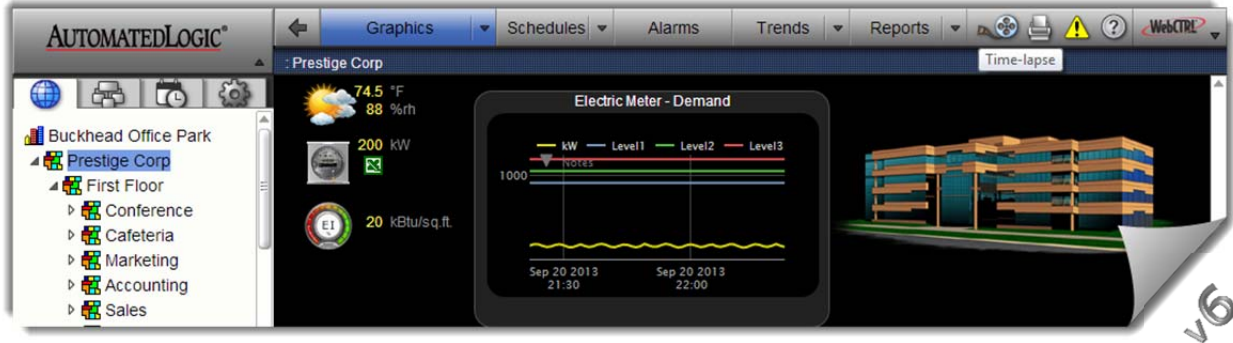 AUTOMATEDLOGIC®
Graphics
Schedules
Alarms
Trends
Reports
WebCTRL
: Prestige Corp
Time-lapse
74.5 °F
88 %rh
200 kW
EI
20 kBtu/sq.ft.
Electric Meter - Demand
kW Level1 Level2 Level3
Notes
1000
Sep 20 2013 Sep 20 2013
21:30 22:00
Buckhead Office Park
Prestige Corp
First Floor
Conference
Cafeteria
Marketing
Accounting
Sales
v6